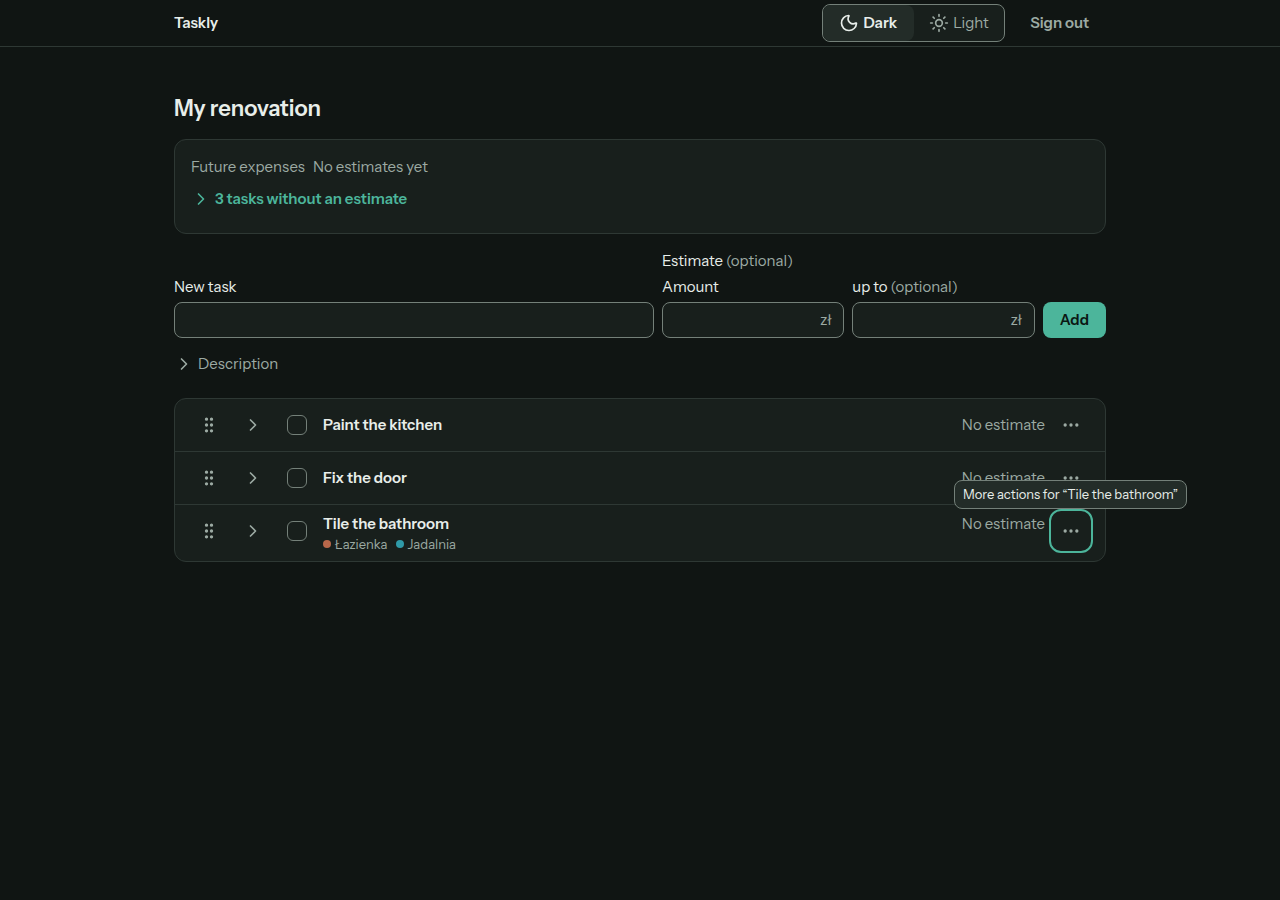 Taskly
Dark
Light
Sign out
My renovation
Future expenses No estimates yet
3 tasks without an estimate
Estimate (optional)
New task
Amount
up to (optional)
zł
zł
Add
Description
Paint the kitchen
No estimate
Fix the door
No estimate
More actions for “Tile the bathroom”
Tile the bathroom
No estimate
Łazienka
Jadalnia